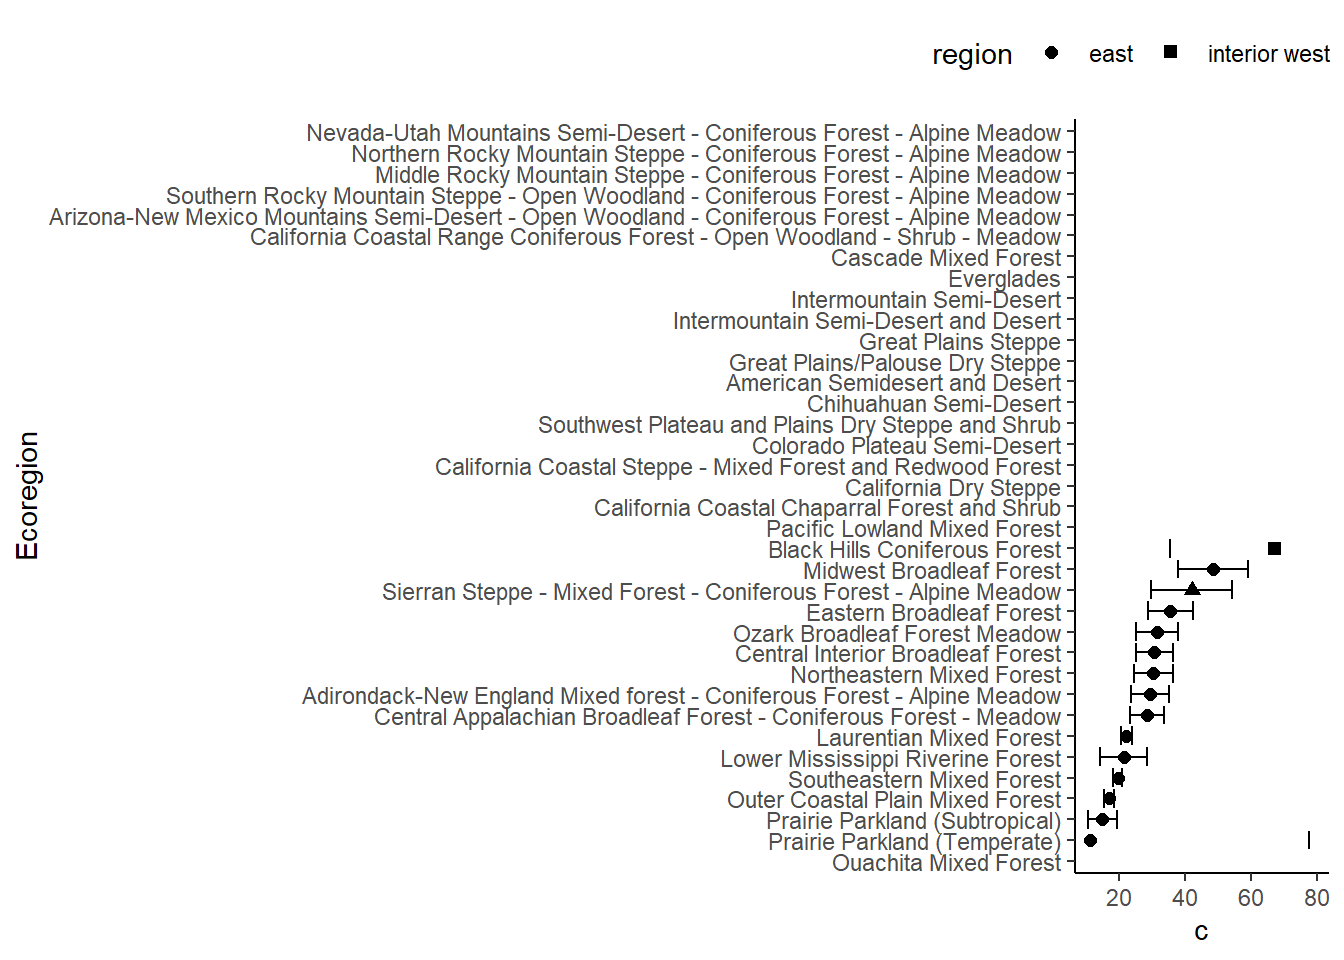 region east interior west
Nevada-Utah Mountains Semi-Desert - Coniferous Forest - Alpine Meadow
Northern Rocky Mountain Steppe - Coniferous Forest - Alpine Meadow
Middle Rocky Mountain Steppe - Coniferous Forest - Alpine Meadow
Southern Rocky Mountain Steppe - Open Woodland - Coniferous Forest - Alpine Meadow
Arizona-New Mexico Mountains Semi-Desert - Open Woodland - Coniferous Forest - Alpine Meadow
California Coastal Range Coniferous Forest - Open Woodland - Shrub - Meadow
Cascade Mixed Forest
Everglades
Intermountain Semi-Desert
Intermountain Semi-Desert and Desert
Great Plains Steppe
Great Plains/Palouse Dry Steppe
American Semidesert and Desert
Chihuahuan Semi-Desert
Southwest Plateau and Plains Dry Steppe and Shrub
Colorado Plateau Semi-Desert
California Coastal Steppe - Mixed Forest and Redwood Forest
California Dry Steppe
California Coastal Chaparral Forest and Shrub
Pacific Lowland Mixed Forest
Black Hills Coniferous Forest
Midwest Broadleaf Forest
Sierran Steppe - Mixed Forest - Coniferous Forest - Alpine Meadow
Eastern Broadleaf Forest
Ozark Broadleaf Forest Meadow
Central Interior Broadleaf Forest
Northeastern Mixed Forest
Adirondack-New England Mixed forest - Coniferous Forest - Alpine Meadow
Central Appalachian Broadleaf Forest - Coniferous Forest - Meadow
Laurentian Mixed Forest
Lower Mississippi Riverine Forest
Southeastern Mixed Forest
Outer Coastal Plain Mixed Forest
Prairie Parkland (Subtropical)
Prairie Parkland (Temperate)
Ouachita Mixed Forest
Ecoregion
20 40 60 80
c